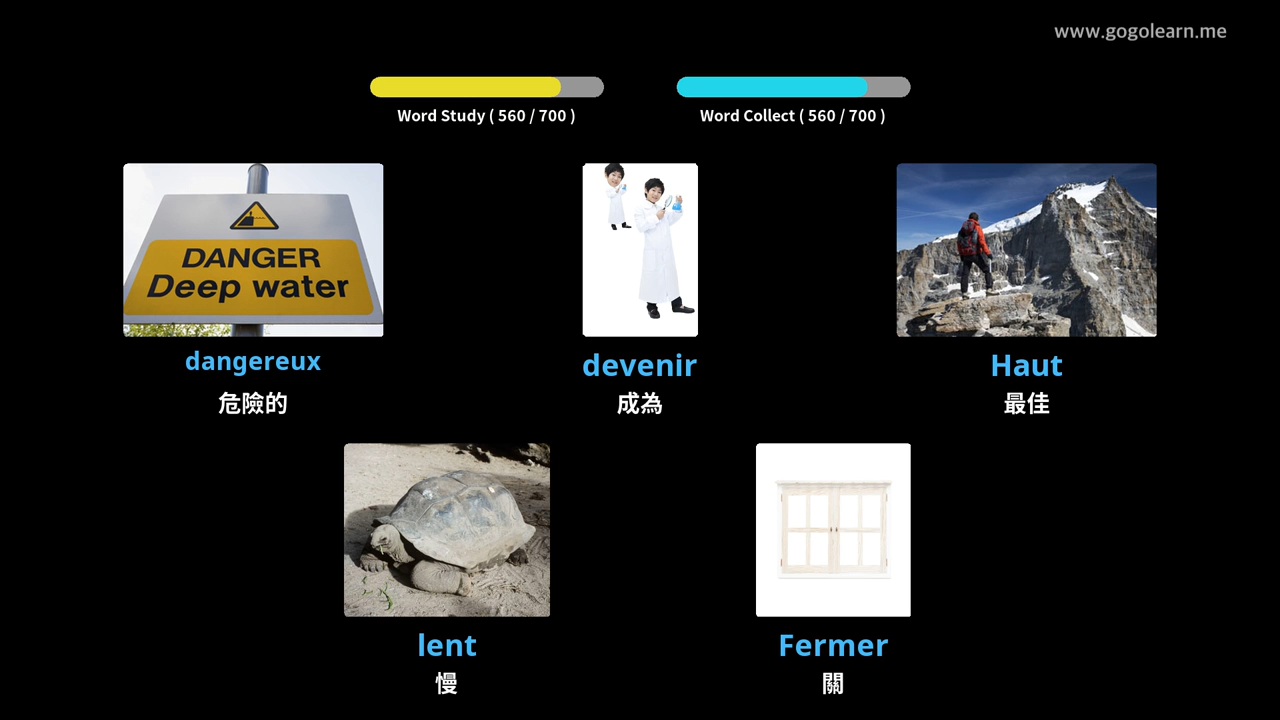 www.gogolearn.me
Word Study ( 560 / 700 )
Word Collect ( 560 / 700 )
DANGER
Deep water
dangereux
危險的
devenir
成為
Haut
最佳
lent
慢
Fermer
關